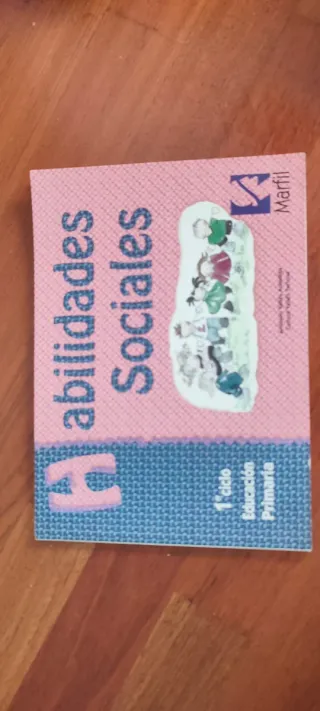 Habilidades
Sociales
1er ciclo
Educación
Primaria
Marfil